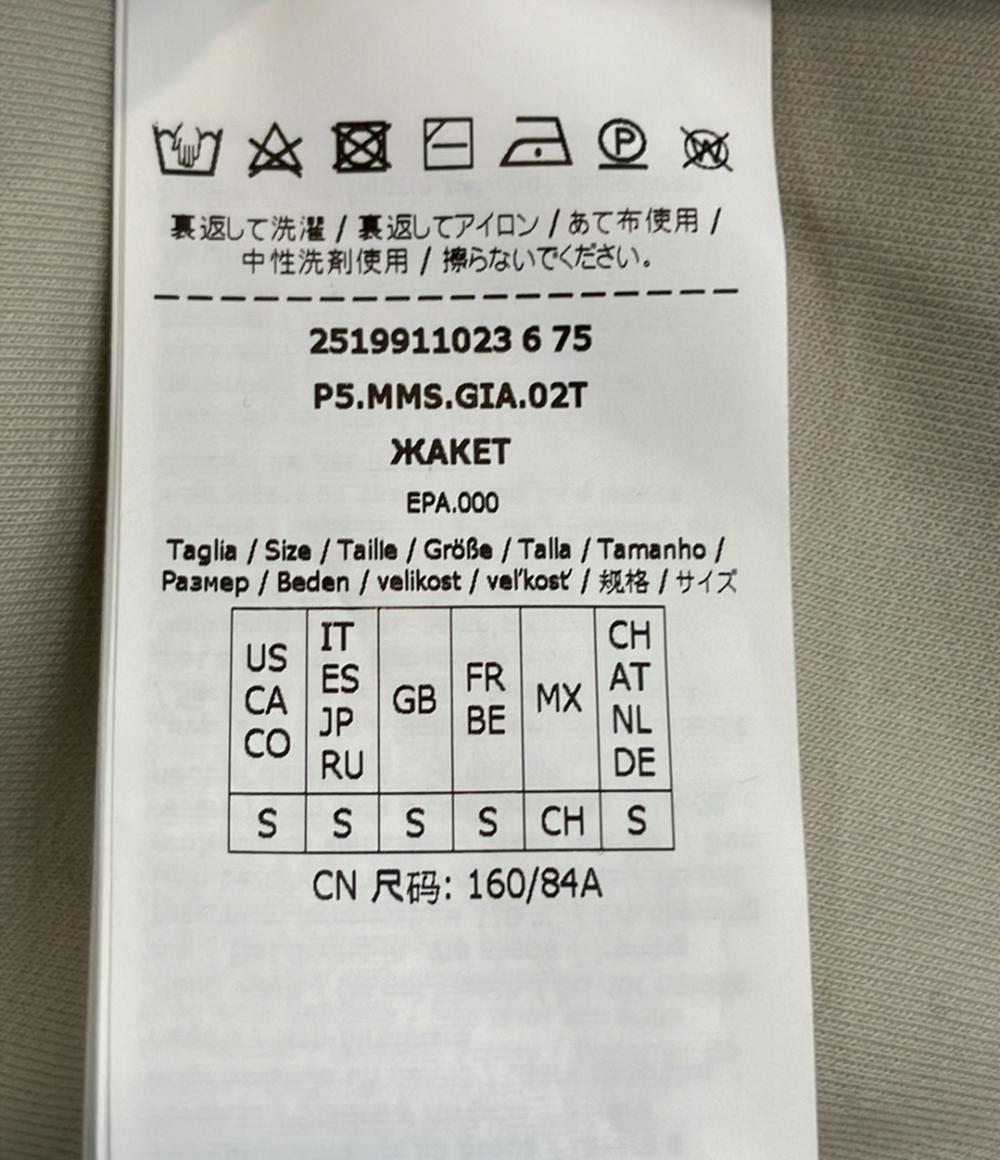 裏返して洗濯 / 裏返してアイロン / あて布使用 /
中性洗剤使用 / 擦らないでください。
2519911023 6 75
P5.MMS.GIA.02T
ЖАКЕТ
EPA.000
Taglia / Size / Taille / Größe / Talla / Tamanho /
Размер / Beden / velikost / veľkosť / 规格 / サイズ
US CA CO
IT ES JP RU
GB
FR BE
MX
CH AT NL DE
S S S S CH S
CN 尺码: 160/84A